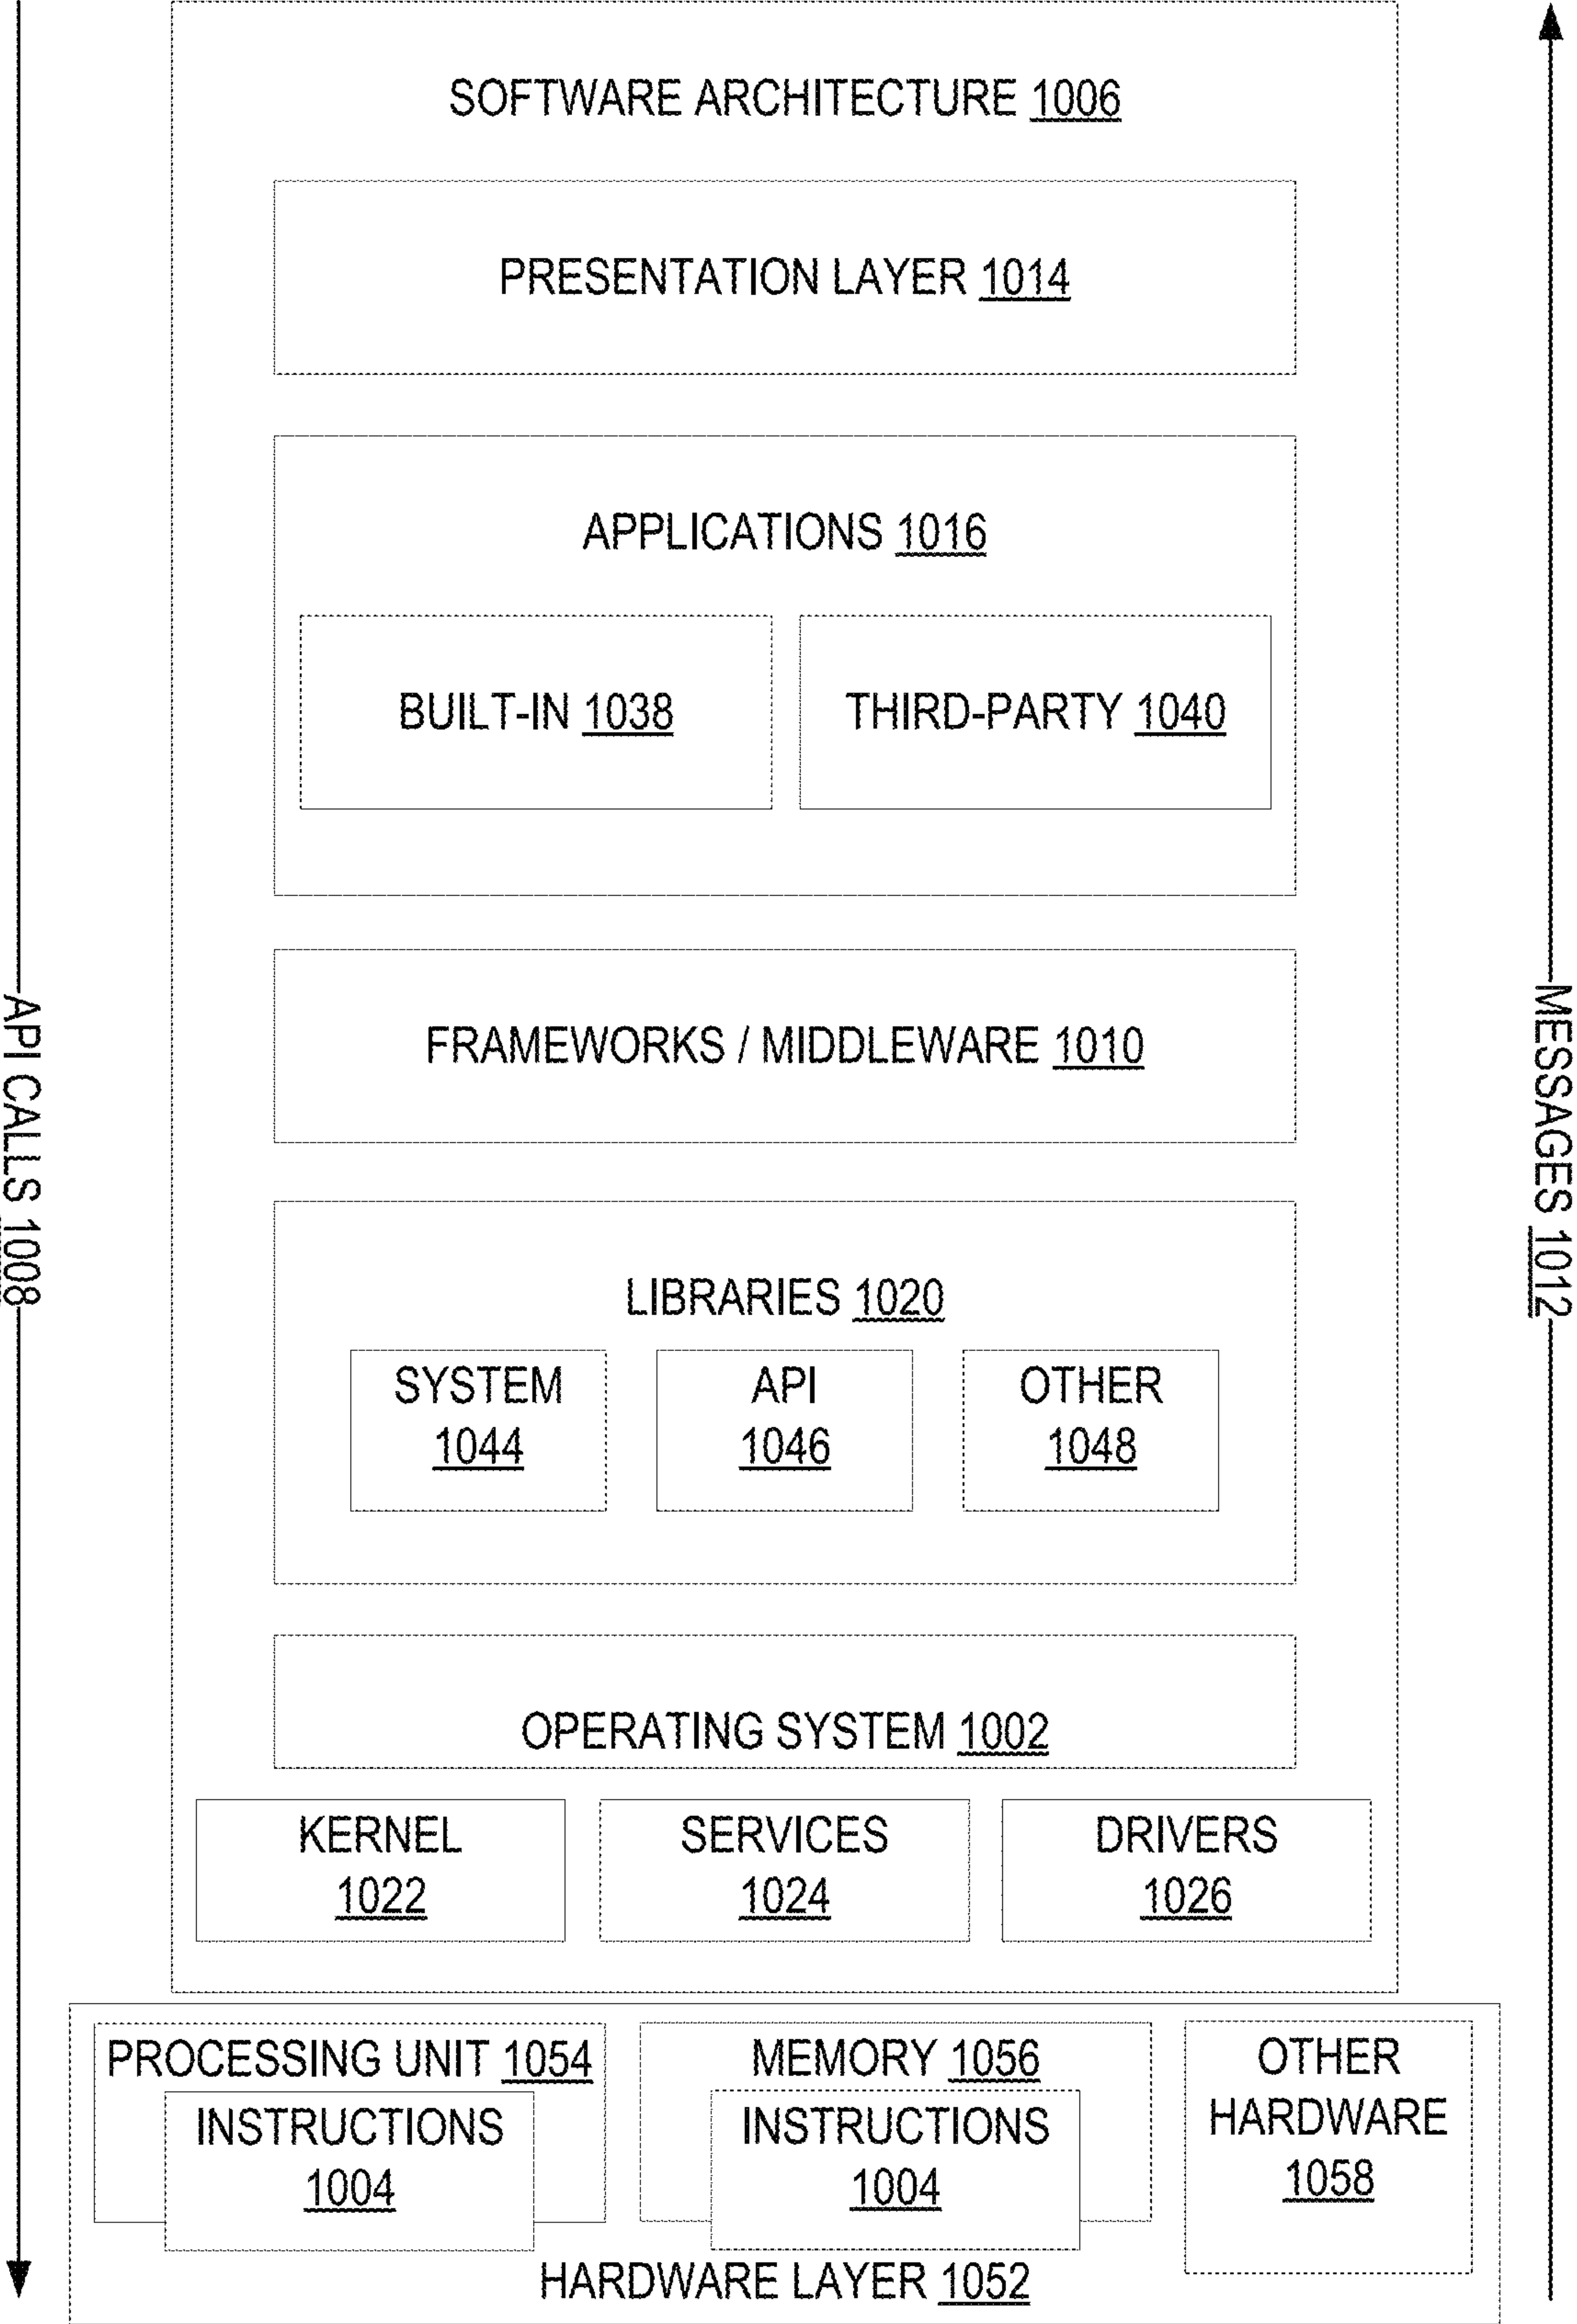 SOFTWARE ARCHITECTURE 1006
PRESENTATION LAYER 1014
APPLICATIONS 1016
BUILT-IN 1038
THIRD-PARTY 1040
FRAMEWORKS / MIDDLEWARE 1010
API CALLS 1008
MESSAGES 1012
LIBRARIES 1020
SYSTEM
1044
API
1046
OTHER
1048
OPERATING SYSTEM 1002
KERNEL
1022
SERVICES
1024
DRIVERS
1026
PROCESSING UNIT 1054
INSTRUCTIONS
1004
MEMORY 1056
INSTRUCTIONS
1004
OTHER
HARDWARE
1058
HARDWARE LAYER 1052